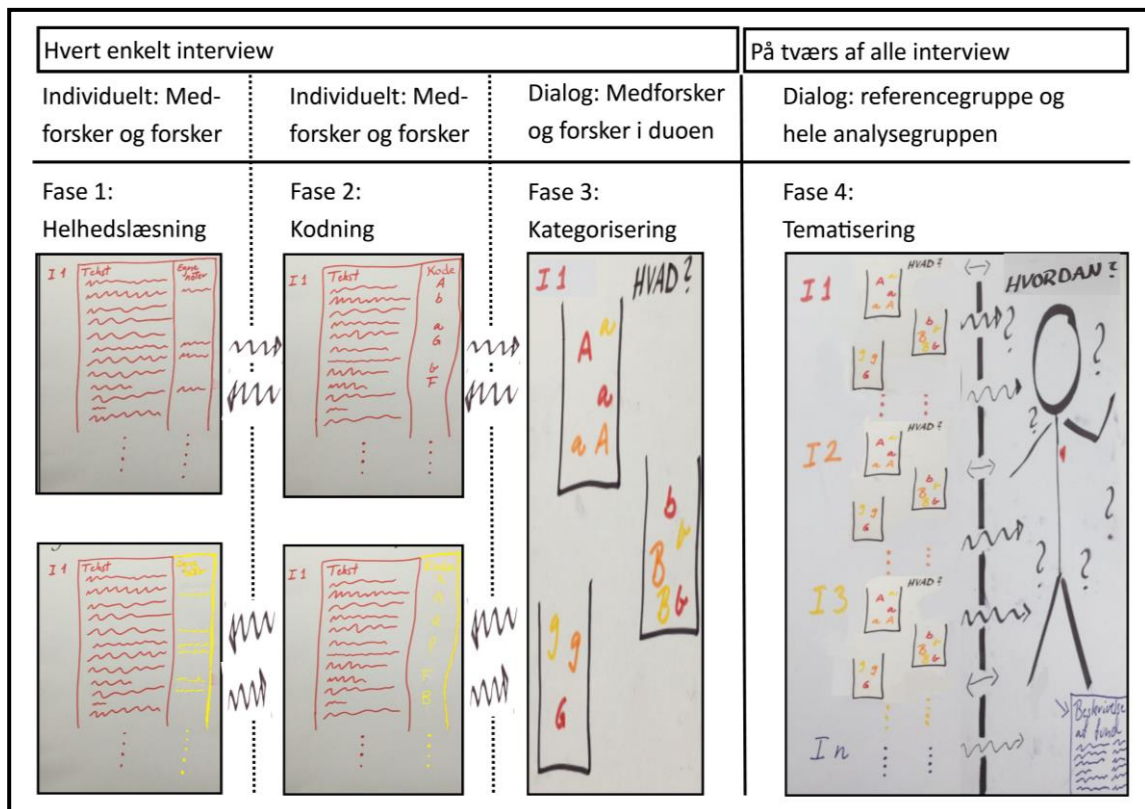 Hvert enkelt interview
På tværs af alle interview
Individuelt: Med-
forsker og forsker
Individuelt: Med-
forsker og forsker
Dialog: Medforsker
og forsker i duoen
Dialog: referencegruppe og
hele analysegruppen
Fase 1:
Helhedslæsning
Fase 2:
Kodning
Fase 3:
Kategorisering
Fase 4:
Tematisering
I1 Tekst Egne
noter
I1 Tekst Kode
A
b
a
G
b
F
I1 Tekst
I1 Tekst
F
B
I1 HVAD?
A a
a
a A
b
b
B
B G
g g
G
HVORDAN?
I1 HVAD?
A a
a
a A
b
B
B G
g g
G
I2 HVAD?
A a
a
a A
b
B
B G
g g
G
I3 HVAD?
A a
a
a A
b
B
B G
g g
G
In
? ? ? ? ? ? ?
Beskrivelse
af fund